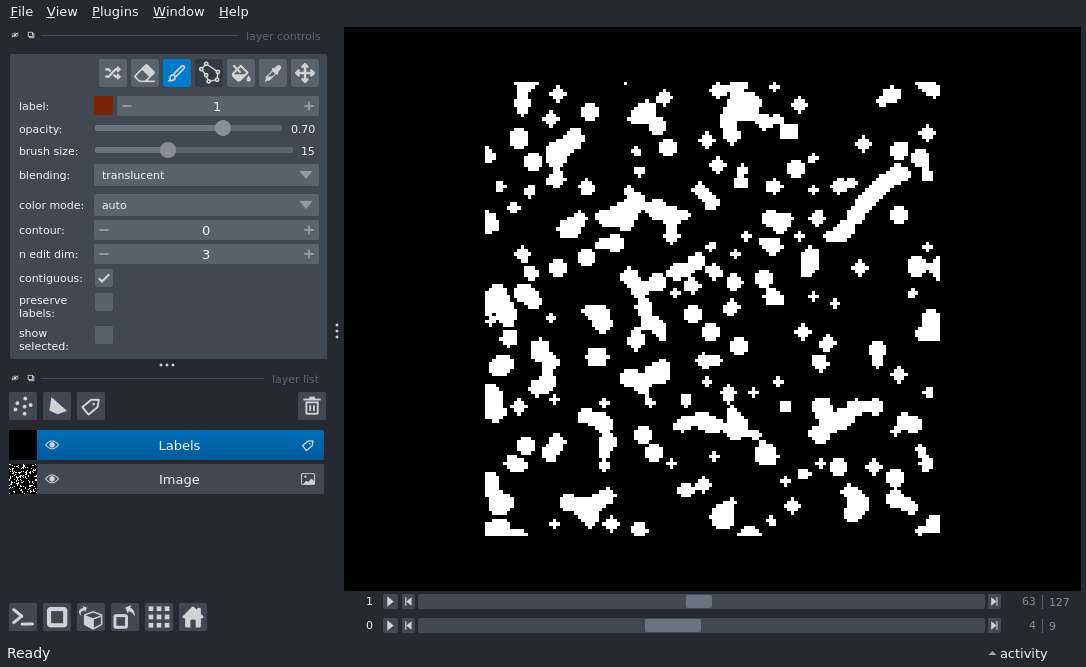 File View Plugins Window Help
layer controls
label: 1
opacity: 0.70
brush size: 15
blending: translucent
color mode: auto
contour: 0
n edit dim: 3
contiguous:
preserve
labels:
show
selected:
layer list
Labels
Image
1 63 127
0 4 9
Ready activity